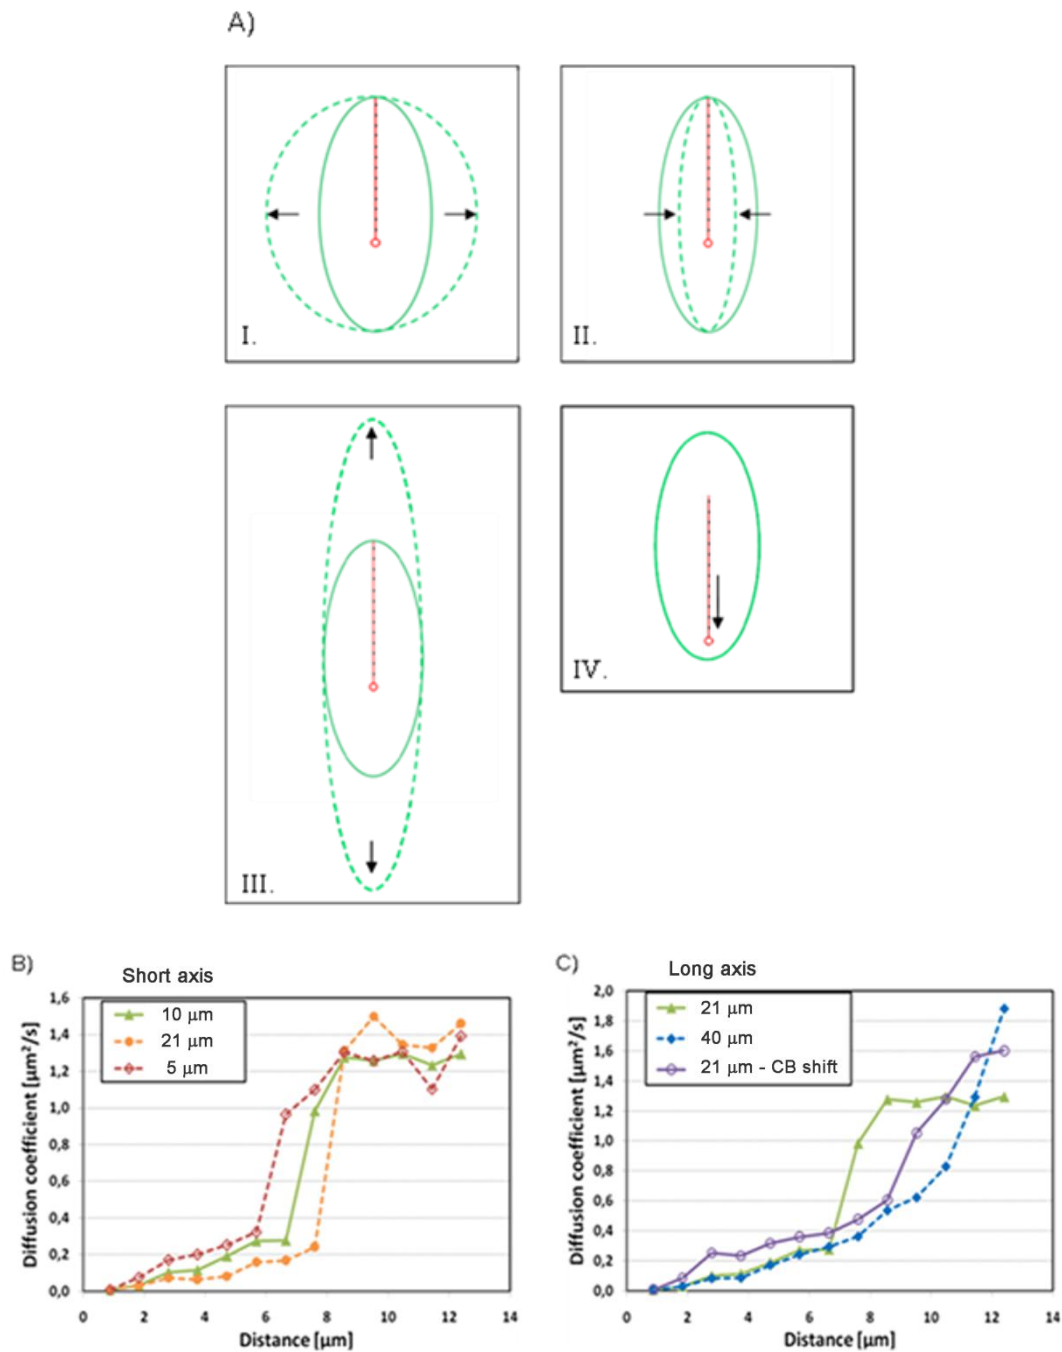 A)
I.
II.
III.
IV.
B)
Short axis
10 µm
21 µm
5 µm
Diffusion coefficient [µm²/s]
1,6
1,4
1,2
1,0
0,8
0,6
0,4
0,2
0,0
0 2 4 6 8 10 12 14
Distance [µm]
C)
Long axis
21 µm
40 µm
21 µm - CB shift
Diffusion coefficient [µm²/s]
2,0
1,8
1,6
1,4
1,2
1,0
0,8
0,6
0,4
0,2
0,0
0 2 4 6 8 10 12 14
Distance [µm]